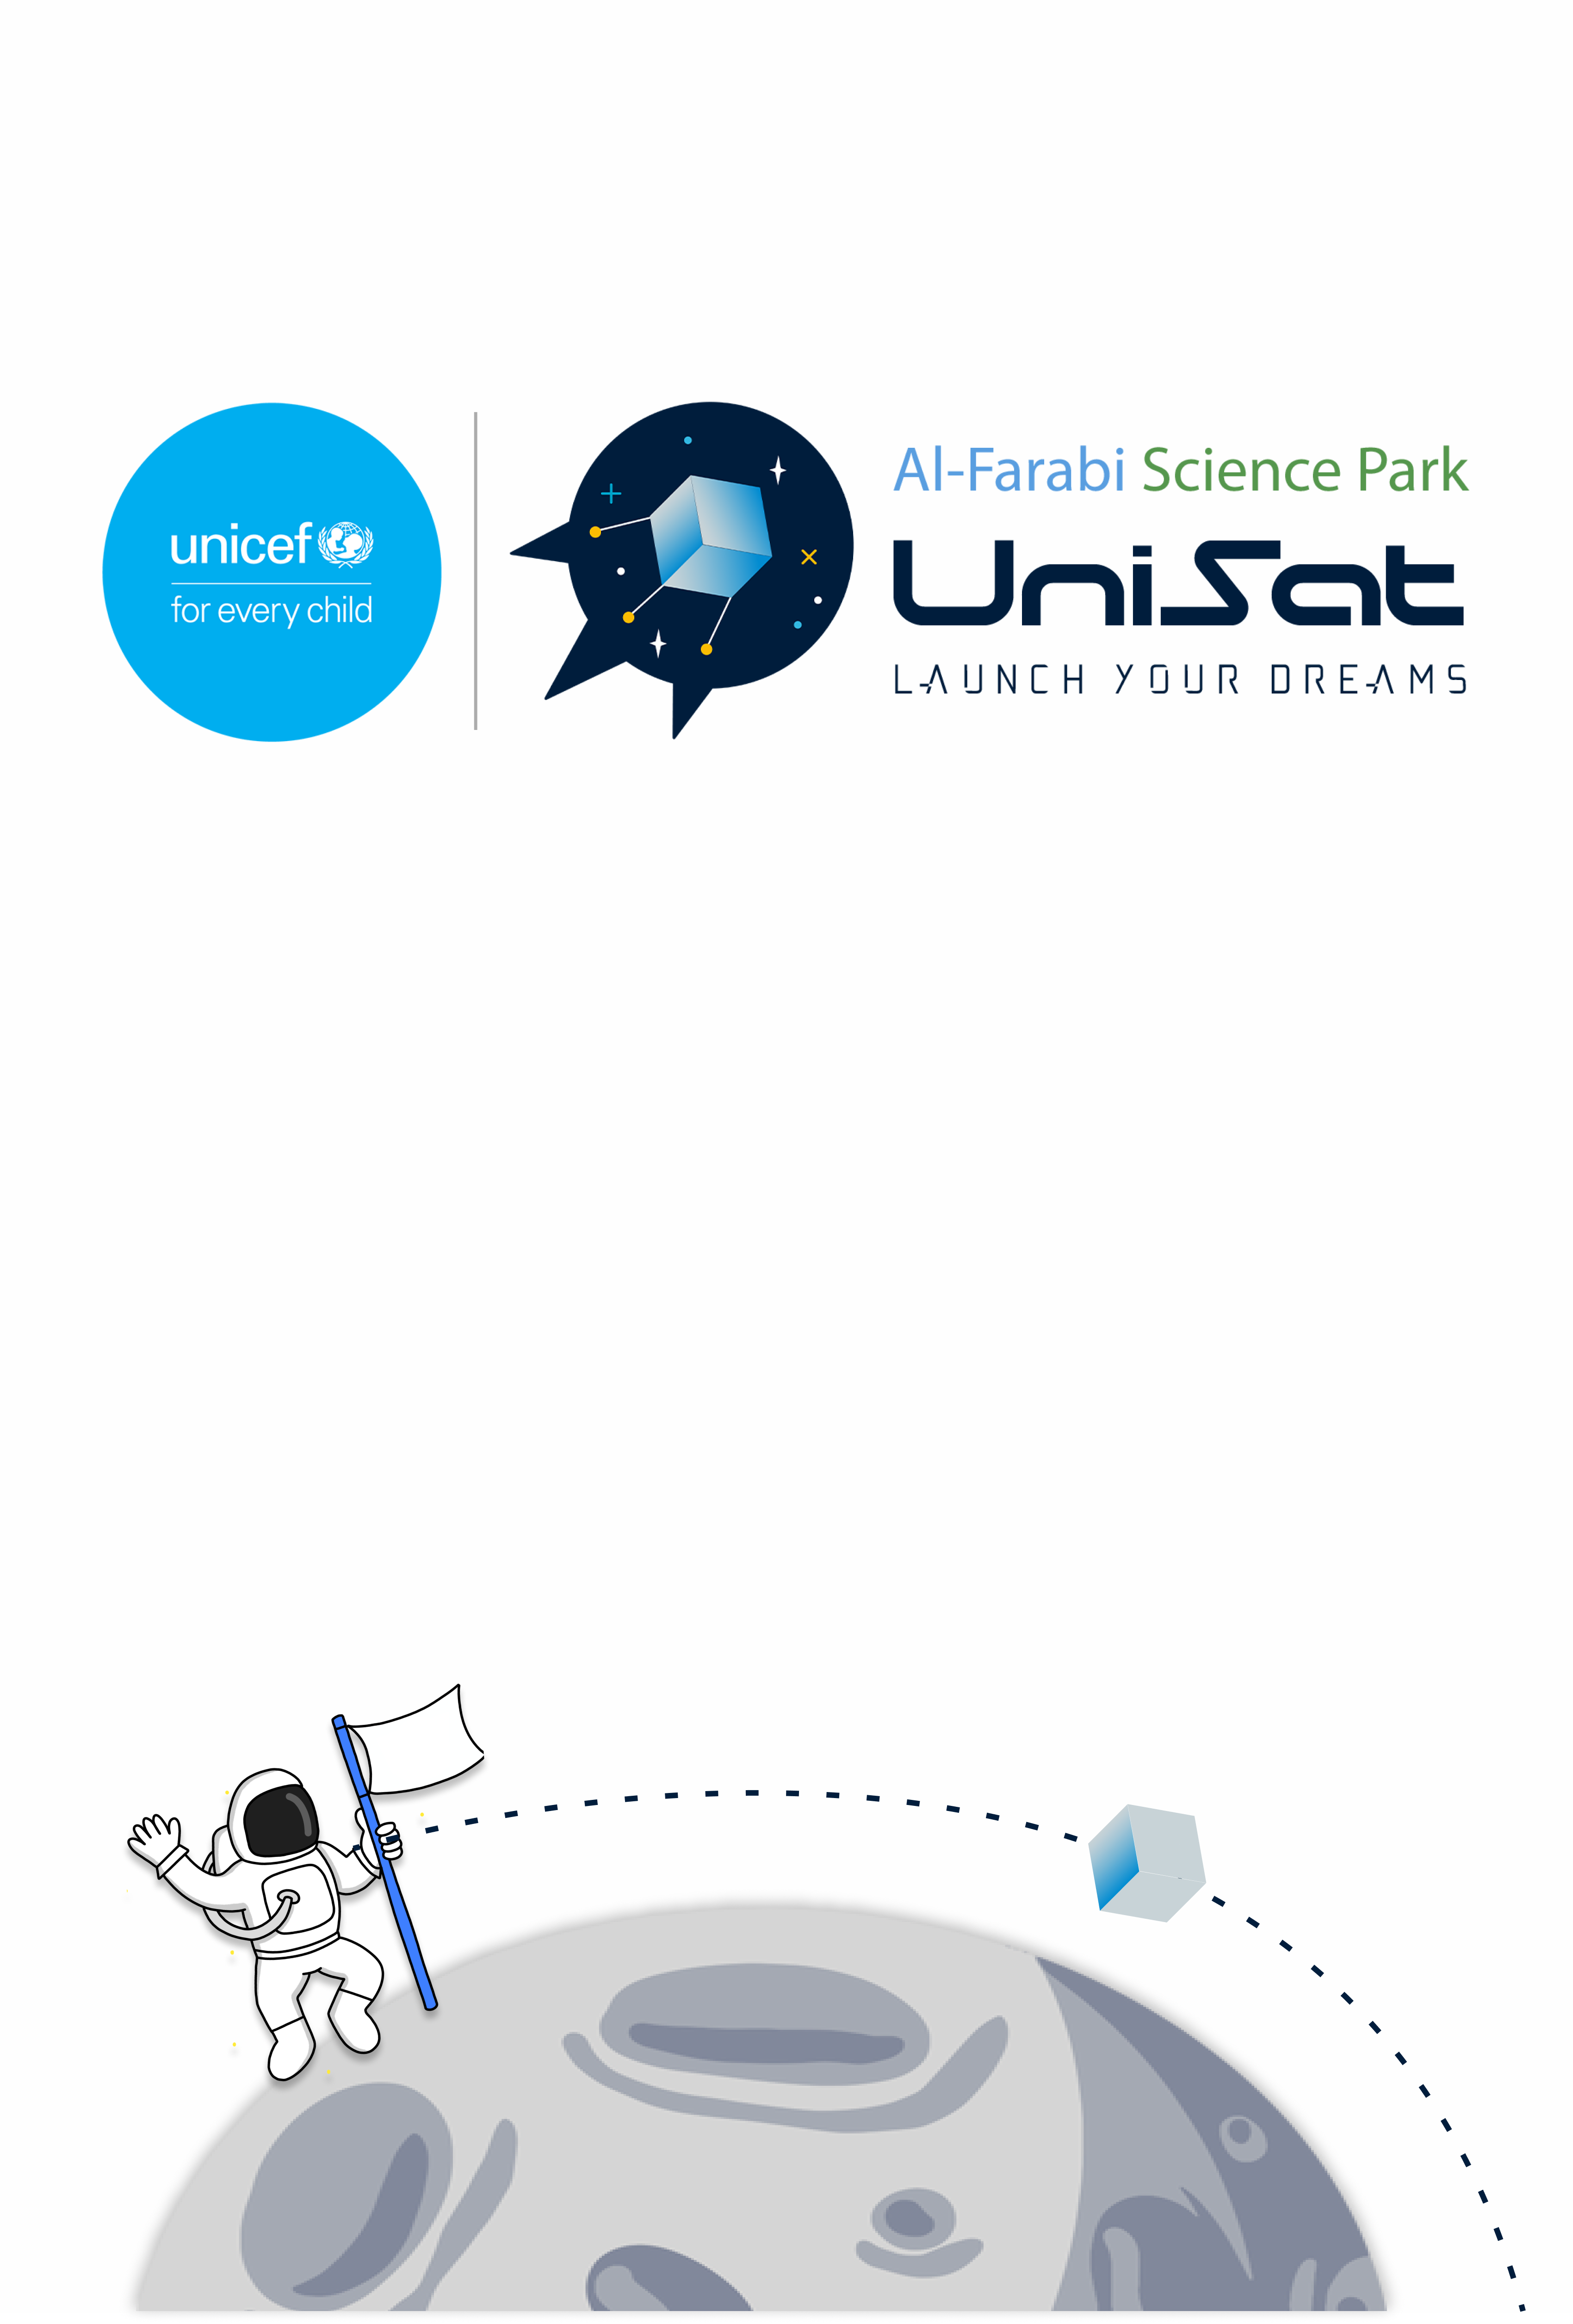 unicef
for every child
Al-Farabi Science Park
UniSat
LAUNCH YOUR DREAMS